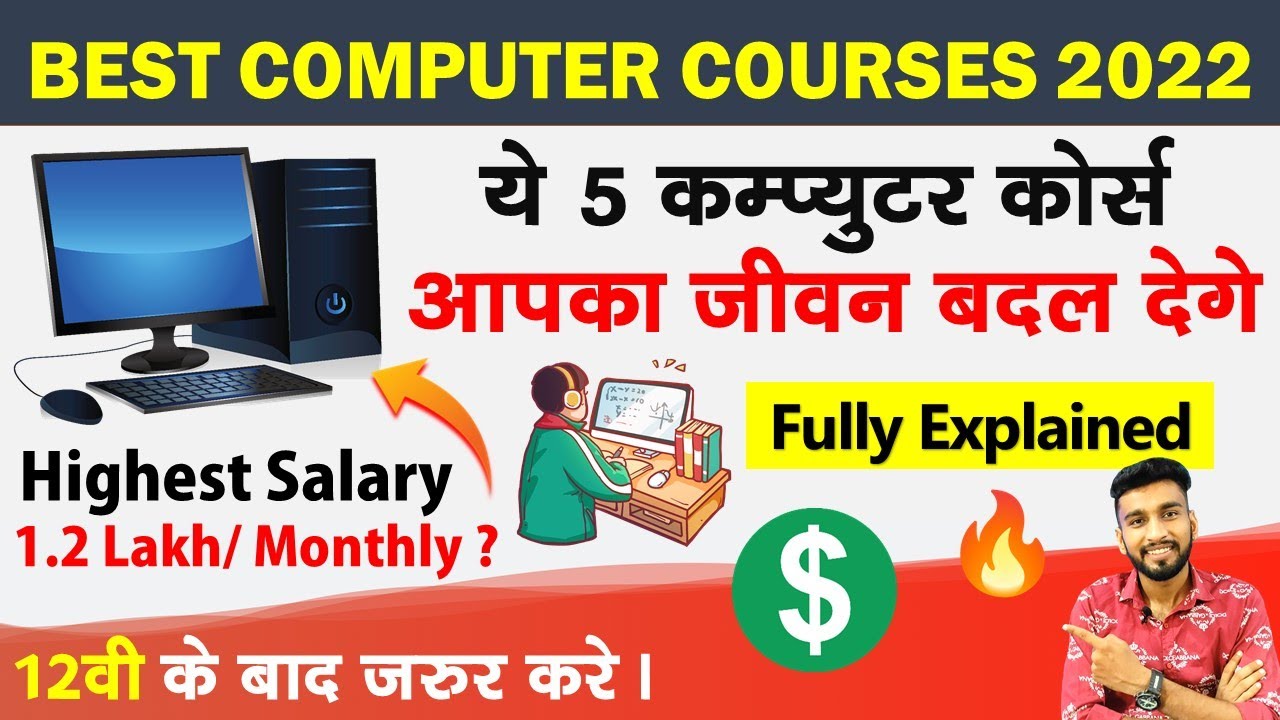 BEST COMPUTER COURSES 2022
ये 5 कम्प्युटर कोर्स
आपका जीवन बदल देगे
Fully Explained
Highest Salary
1.2 Lakh/ Monthly ?
$
12वी के बाद जरुर करे ।